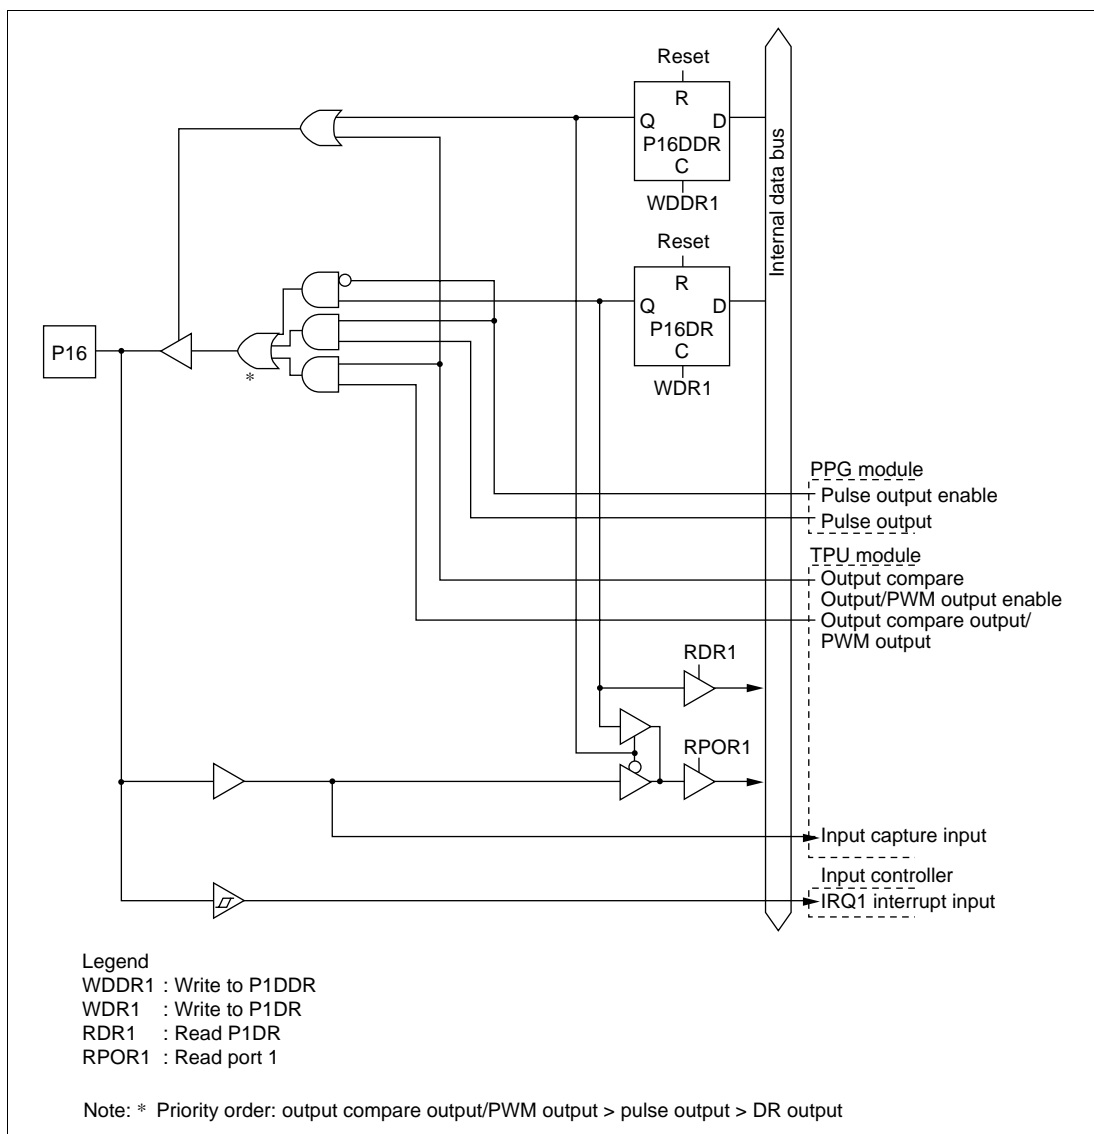 Reset
R
Q D
P16DDR
C
WDDR1
Internal data bus
Reset
R
Q D
P16DR
C
WDR1
P16
*
PPG module
Pulse output enable
Pulse output
TPU module
Output compare
Output/PWM output enable
Output compare output/
PWM output
RDR1
RPOR1
Input capture input
Input controller
IRQ1 interrupt input
Legend
WDDR1 : Write to P1DDR
WDR1 : Write to P1DR
RDR1 : Read P1DR
RPOR1 : Read port 1
Note: * Priority order: output compare output/PWM output > pulse output > DR output